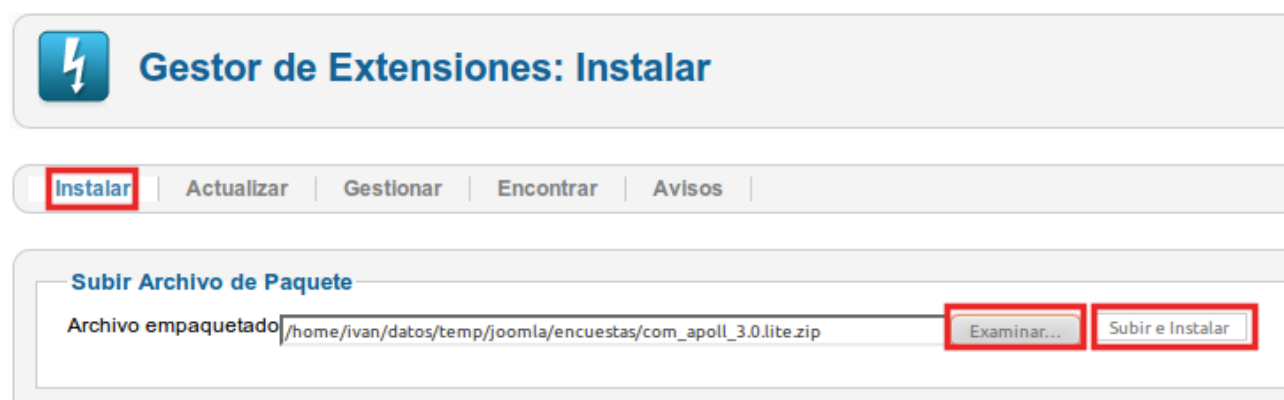 Gestor de Extensiones: Instalar
Instalar Actualizar Gestionar Encontrar Avisos
Subir Archivo de Paquete
Archivo empaquetado /home/ivan/datos/temp/joomla/encuestas/com_apoll_3.0.lite.zip Examinar... Subir e Instalar